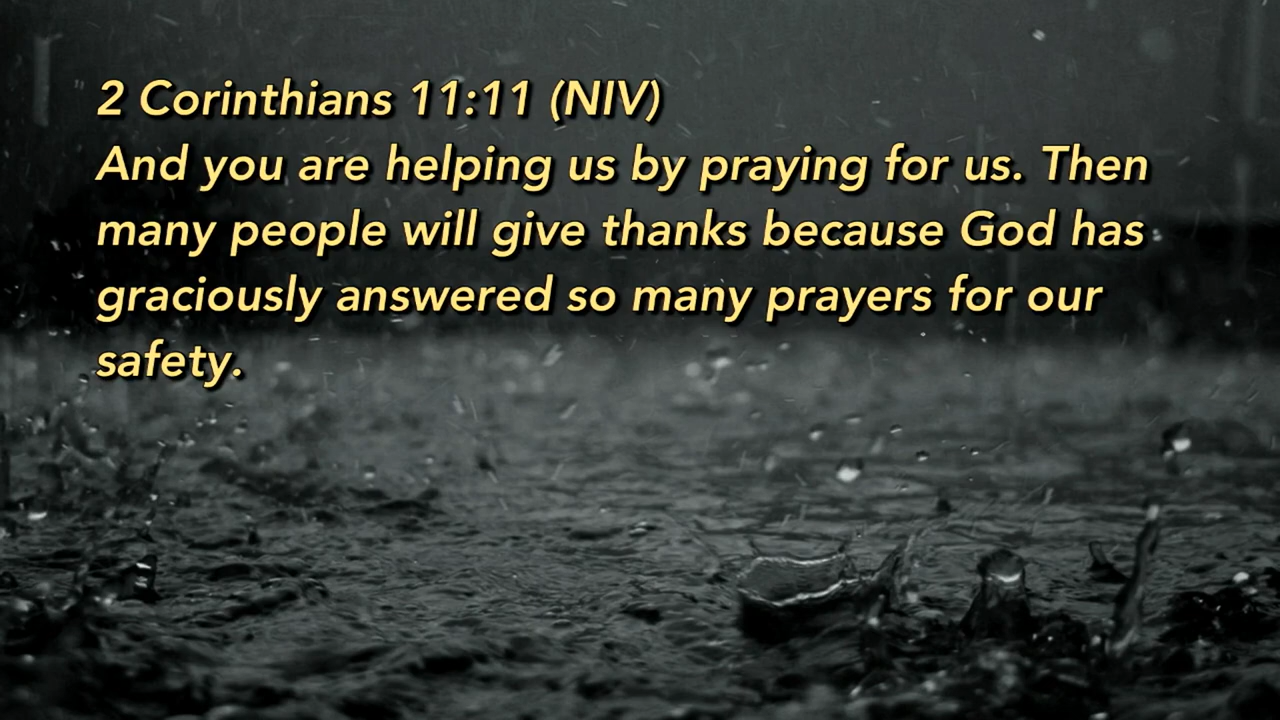 2 Corinthians 11:11 (NIV)
And you are helping us by praying for us. Then
many people will give thanks because God has
graciously answered so many prayers for our
safety.